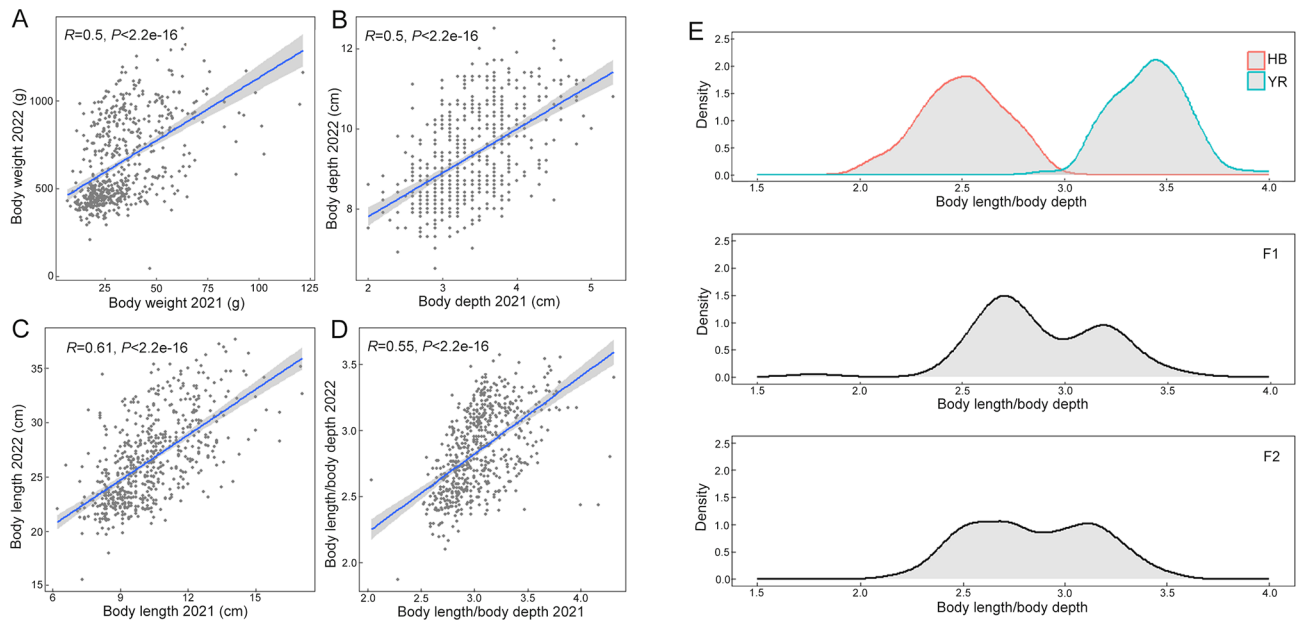 A
R=0.5, P<2.2e-16
Body weight 2022 (g)
1000
500
0
25 50 75 100 125
Body weight 2021 (g)
B
R=0.5, P<2.2e-16
Body depth 2022 (cm)
12
10
8
2 3 4 5
Body depth 2021 (cm)
C
R=0.61, P<2.2e-16
Body length 2022 (cm)
35
30
25
20
15
6 9 12 15
Body length 2021 (cm)
D
R=0.55, P<2.2e-16
Body length/body depth 2022
3.5
3.0
2.5
2.0
2.0 2.5 3.0 3.5 4.0
Body length/body depth 2021
E
HB
YR
Density
2.5
2.0
1.5
1.0
0.5
0.0
1.5 2.0 2.5 3.0 3.5 4.0
Body length/body depth
F1
Density
2.5
2.0
1.5
1.0
0.5
0.0
1.5 2.0 2.5 3.0 3.5 4.0
Body length/body depth
F2
Density
2.5
2.0
1.5
1.0
0.5
0.0
1.5 2.0 2.5 3.0 3.5 4.0
Body length/body depth